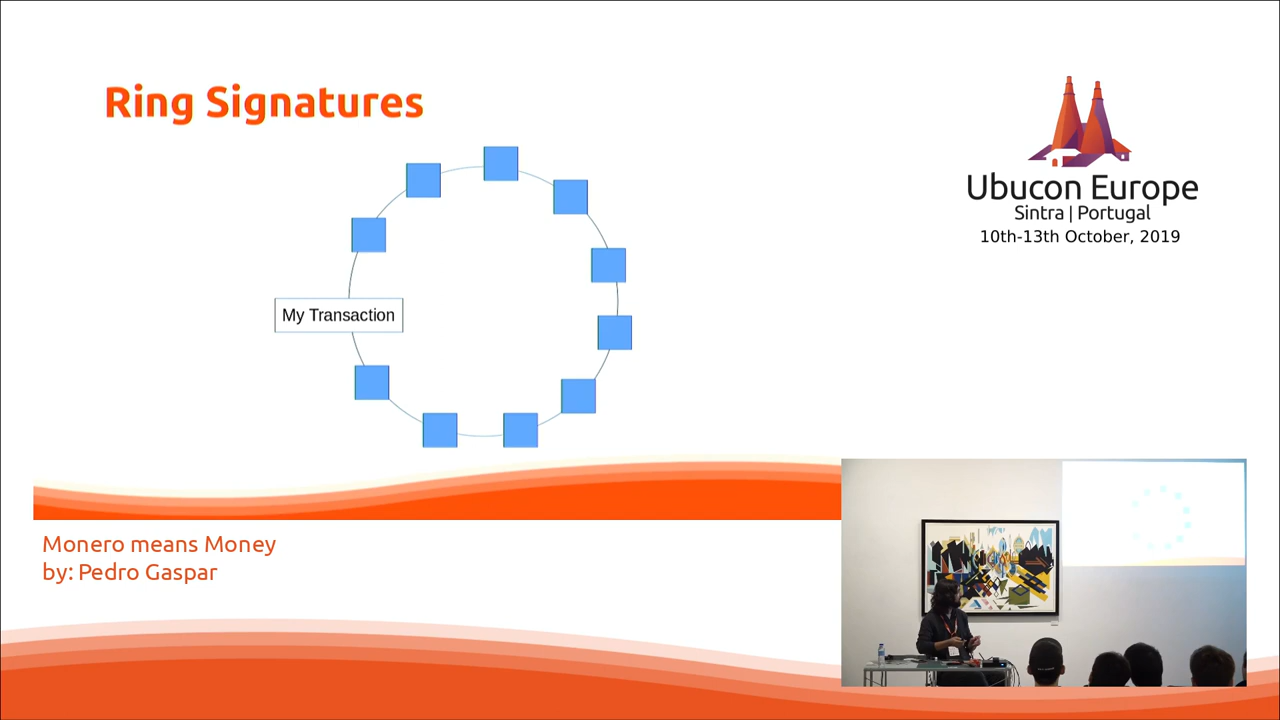 Ring Signatures
My Transaction
Ubucon Europe
Sintra | Portugal
10th-13th October, 2019
Monero means Money
by: Pedro Gaspar